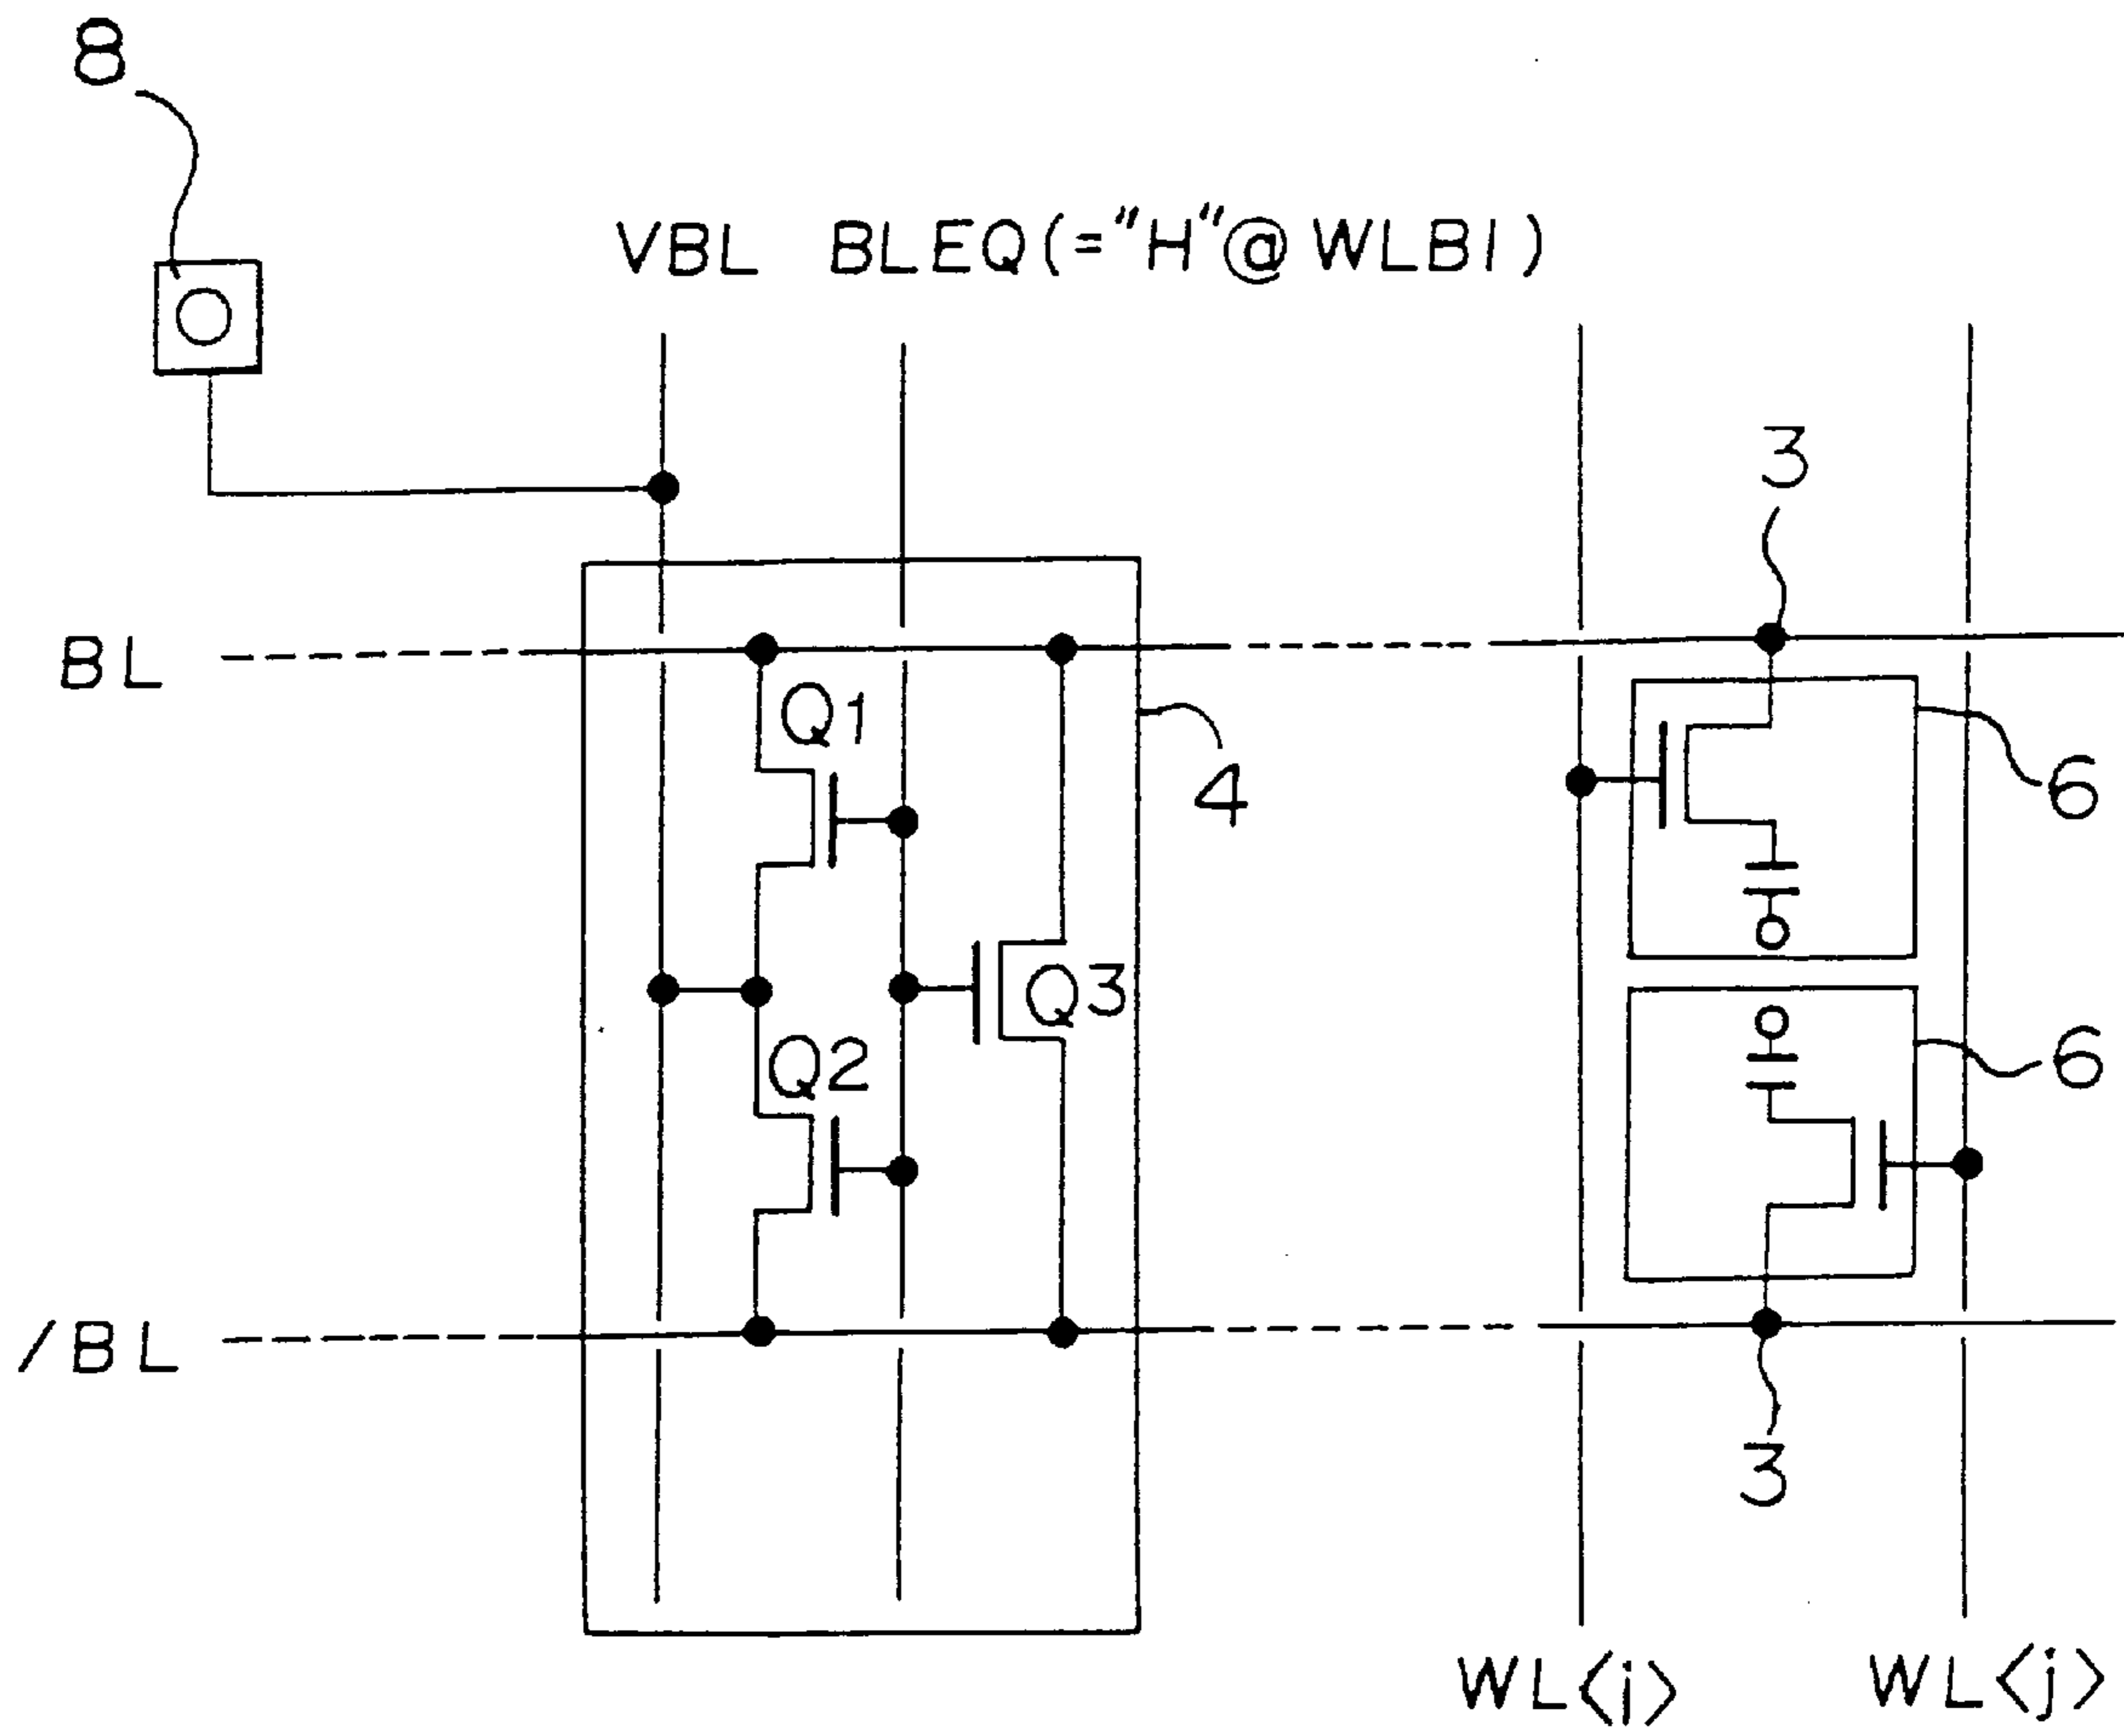 8
VBL BLEQ(="H"@WLBI)
3
BL
Q1
4
6
Q3
Q2
6
/BL
3
WL<i> WL<j>